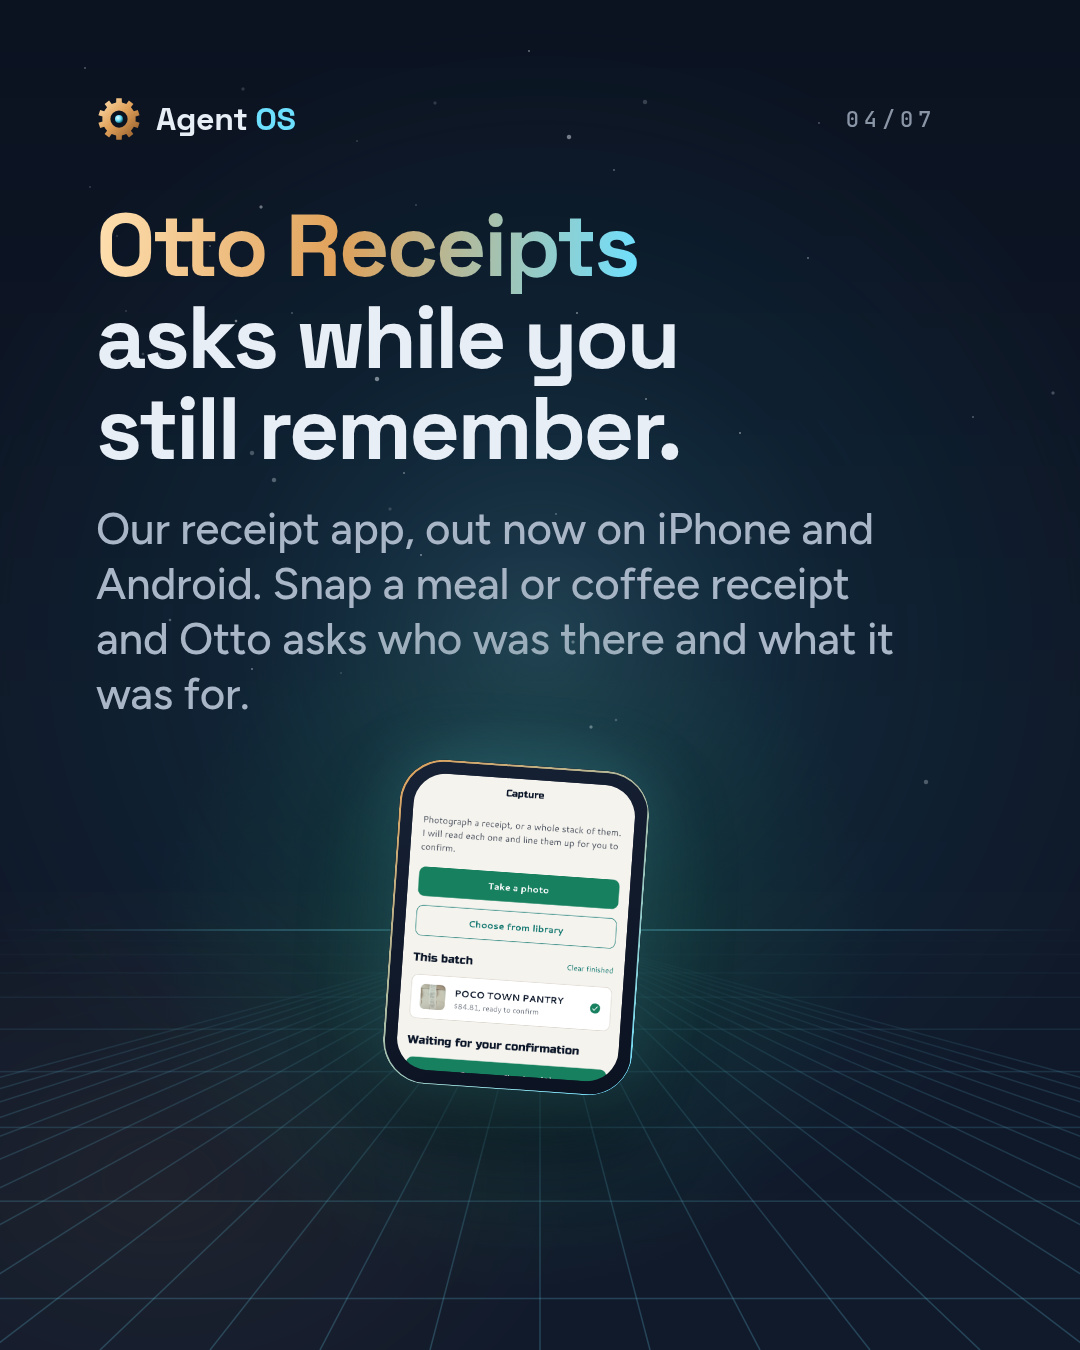 Agent OS
04/07
Otto Receipts
asks while you
still remember.
Our receipt app, out now on iPhone and
Android. Snap a meal or coffee receipt
and Otto asks who was there and what it
was for.
Capture
Photograph a receipt, or a whole stack of them.
I will read each one and line them up for you to
confirm.
Take a photo
Choose from library
This batch
Clear finished
POCO TOWN PANTRY
$84.81, ready to confirm
Waiting for your confirmation